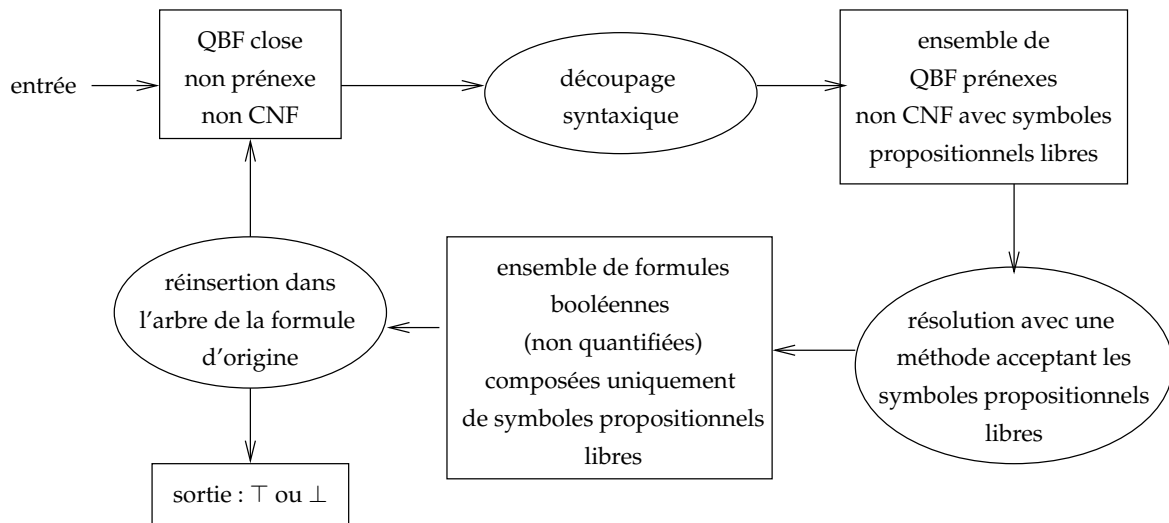 entrée
QBF close
non prénexe
non CNF
découpage
syntaxique
ensemble de
QBF prénexes
non CNF avec symboles
propositionnels libres
résolution avec une
méthode acceptant les
symboles propositionnels
libres
ensemble de formules
booléennes
(non quantifiées)
composées uniquement
de symboles propositionnels
libres
réinsertion dans
l'arbre de la formule
d'origine
sortie : ⊤ ou ⊥